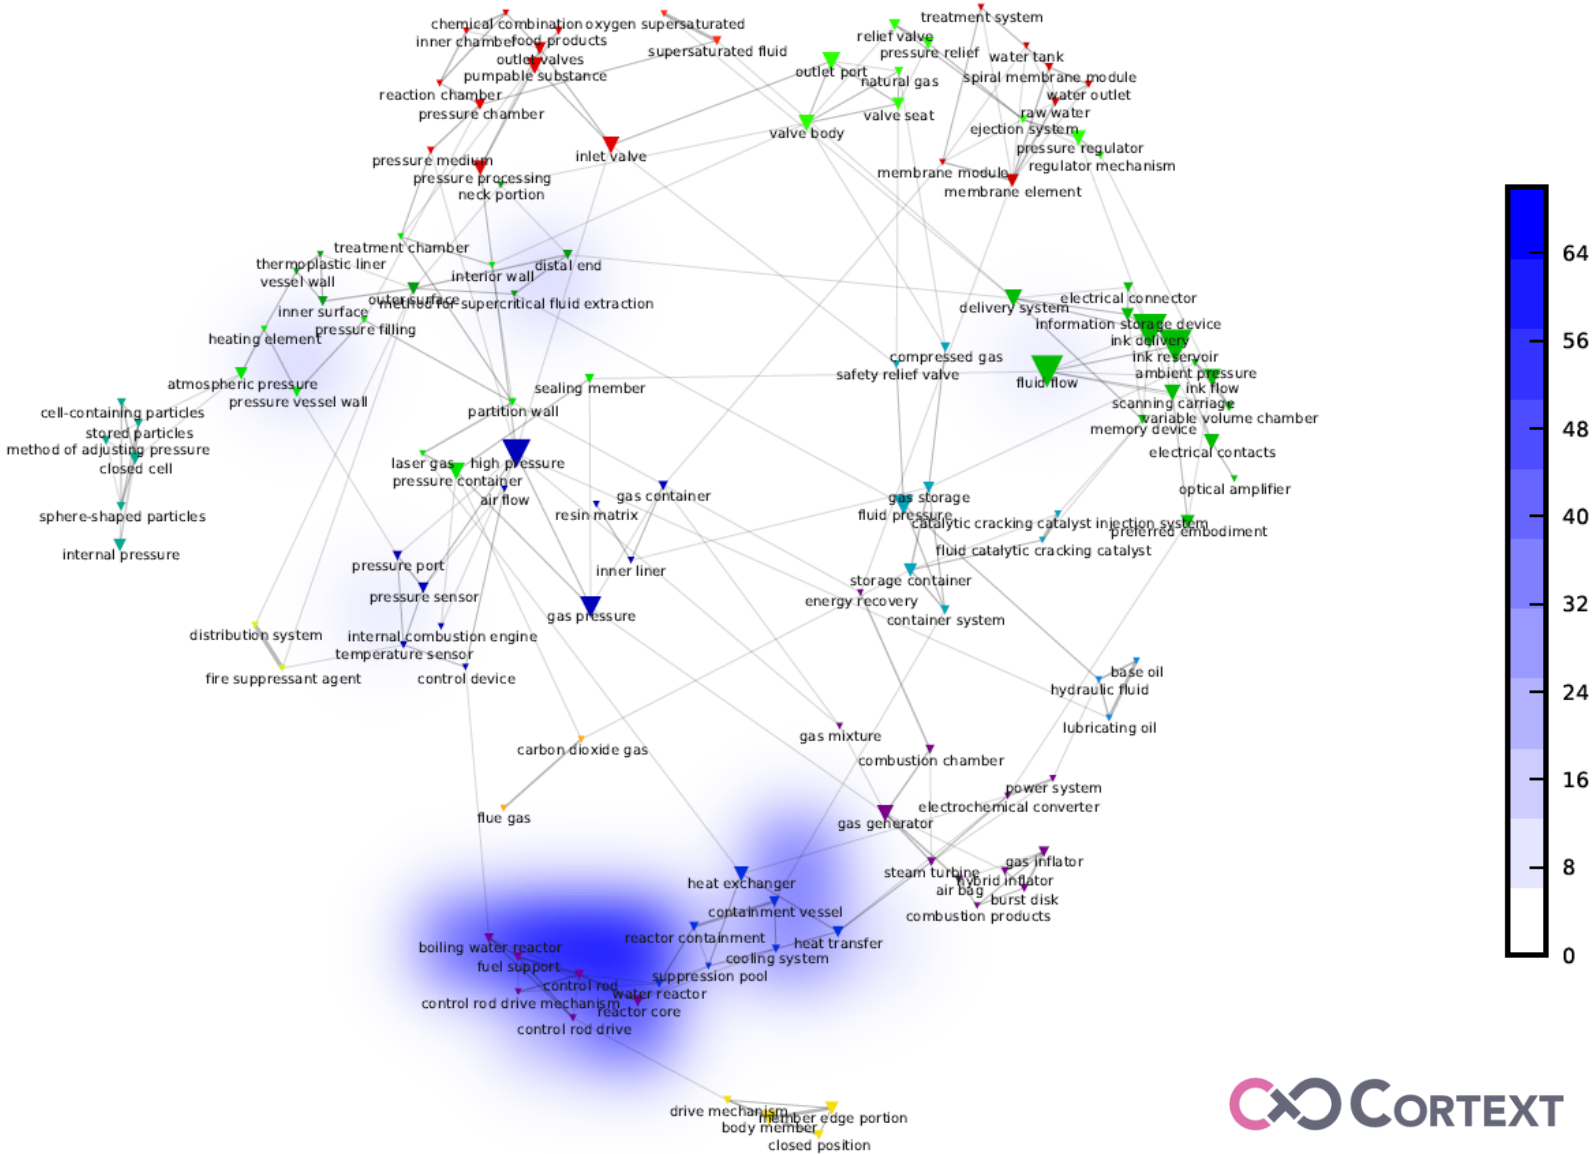 treatment system
chemical combination
oxygen supersaturated
relief valve
inner chamber
food products
supersaturated fluid
pressure relief
water tank
outlet valves
pumpable substance
outlet port
natural gas
spiral membrane module
reaction chamber
water outlet
pressure chamber
valve seat
raw water
valve body
ejection system
pressure regulator
inlet valve
pressure medium
membrane module
regulator mechanism
pressure processing
membrane element
neck portion
treatment chamber
thermoplastic liner
interior wall
distal end
vessel wall
outer surface
method for supercritical fluid extraction
electrical connector
inner surface
delivery system
pressure filling
information storage device
heating element
ink delivery
compressed gas
ink reservoir
safety relief valve
ambient pressure
atmospheric pressure
sealing member
fluid flow
ink flow
pressure vessel wall
partition wall
scanning carriage
cell-containing particles
variable volume chamber
stored particles
memory device
method of adjusting pressure
electrical contacts
closed cell
laser gas
high pressure
pressure container
optical amplifier
air flow
gas container
gas storage
sphere-shaped particles
resin matrix
fluid pressure
catalytic cracking catalyst injection system
preferred embodiment
internal pressure
fluid catalytic cracking catalyst
pressure port
inner liner
storage container
pressure sensor
energy recovery
gas pressure
container system
distribution system
internal combustion engine
temperature sensor
fire suppressant agent
control device
base oil
hydraulic fluid
lubricating oil
carbon dioxide gas
gas mixture
combustion chamber
power system
electrochemical converter
flue gas
gas generator
gas inflator
steam turbine
hybrid inflator
heat exchanger
air bag
burst disk
containment vessel
combustion products
reactor containment
heat transfer
boiling water reactor
cooling system
fuel support
suppression pool
control rod
water reactor
control rod drive mechanism
reactor core
control rod drive
drive mechanism
member edge portion
body member
closed position
64
56
48
40
32
24
16
8
0
CORTEXT